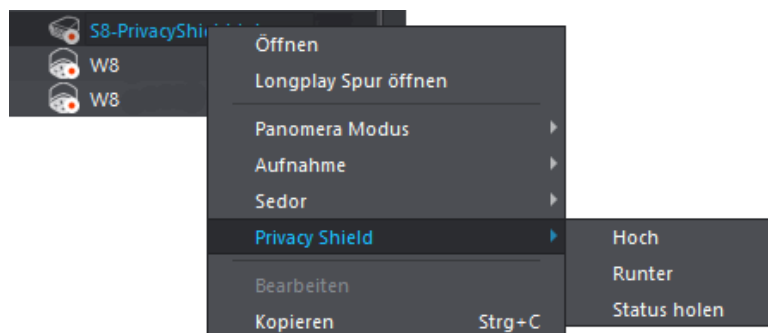 S8-PrivacyShi
W8
W8
Öffnen
Longplay Spur öffnen
Panomera Modus
Aufnahme
Sedor
Privacy Shield
Hoch
Runter
Status holen
Bearbeiten
Kopieren Strg+C